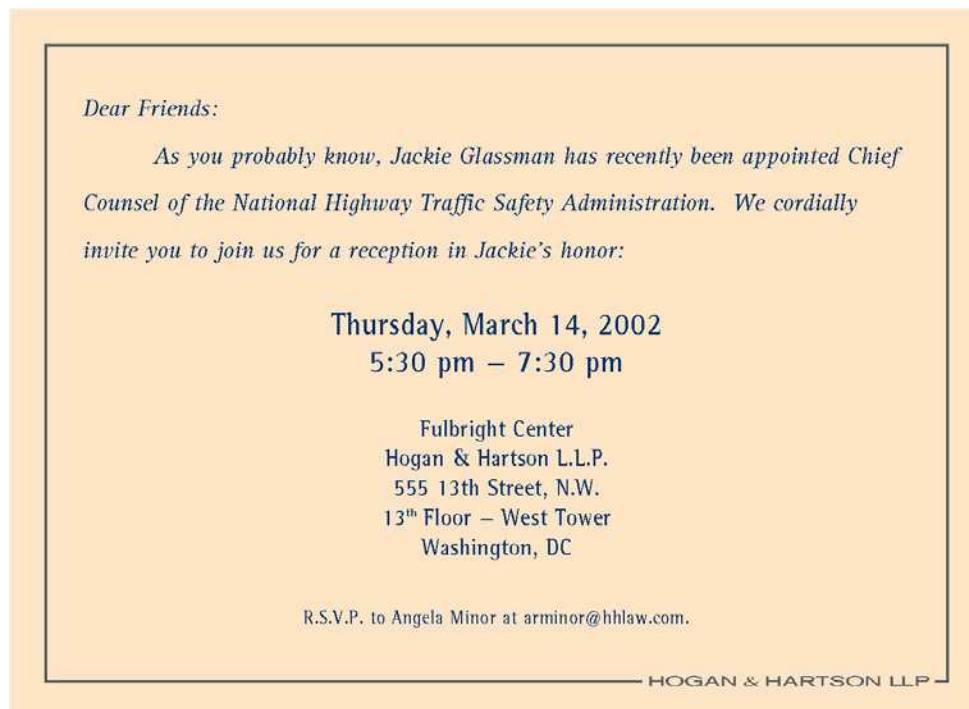 Dear Friends:
As you probably know, Jackie Glassman has recently been appointed Chief
Counsel of the National Highway Traffic Safety Administration. We cordially
invite you to join us for a reception in Jackie's honor:
Thursday, March 14, 2002
5:30 pm – 7:30 pm
Fulbright Center
Hogan & Hartson L.L.P.
555 13th Street, N.W.
13th Floor – West Tower
Washington, DC
R.S.V.P. to Angela Minor at arminor@hhlaw.com.
HOGAN & HARTSON LLP